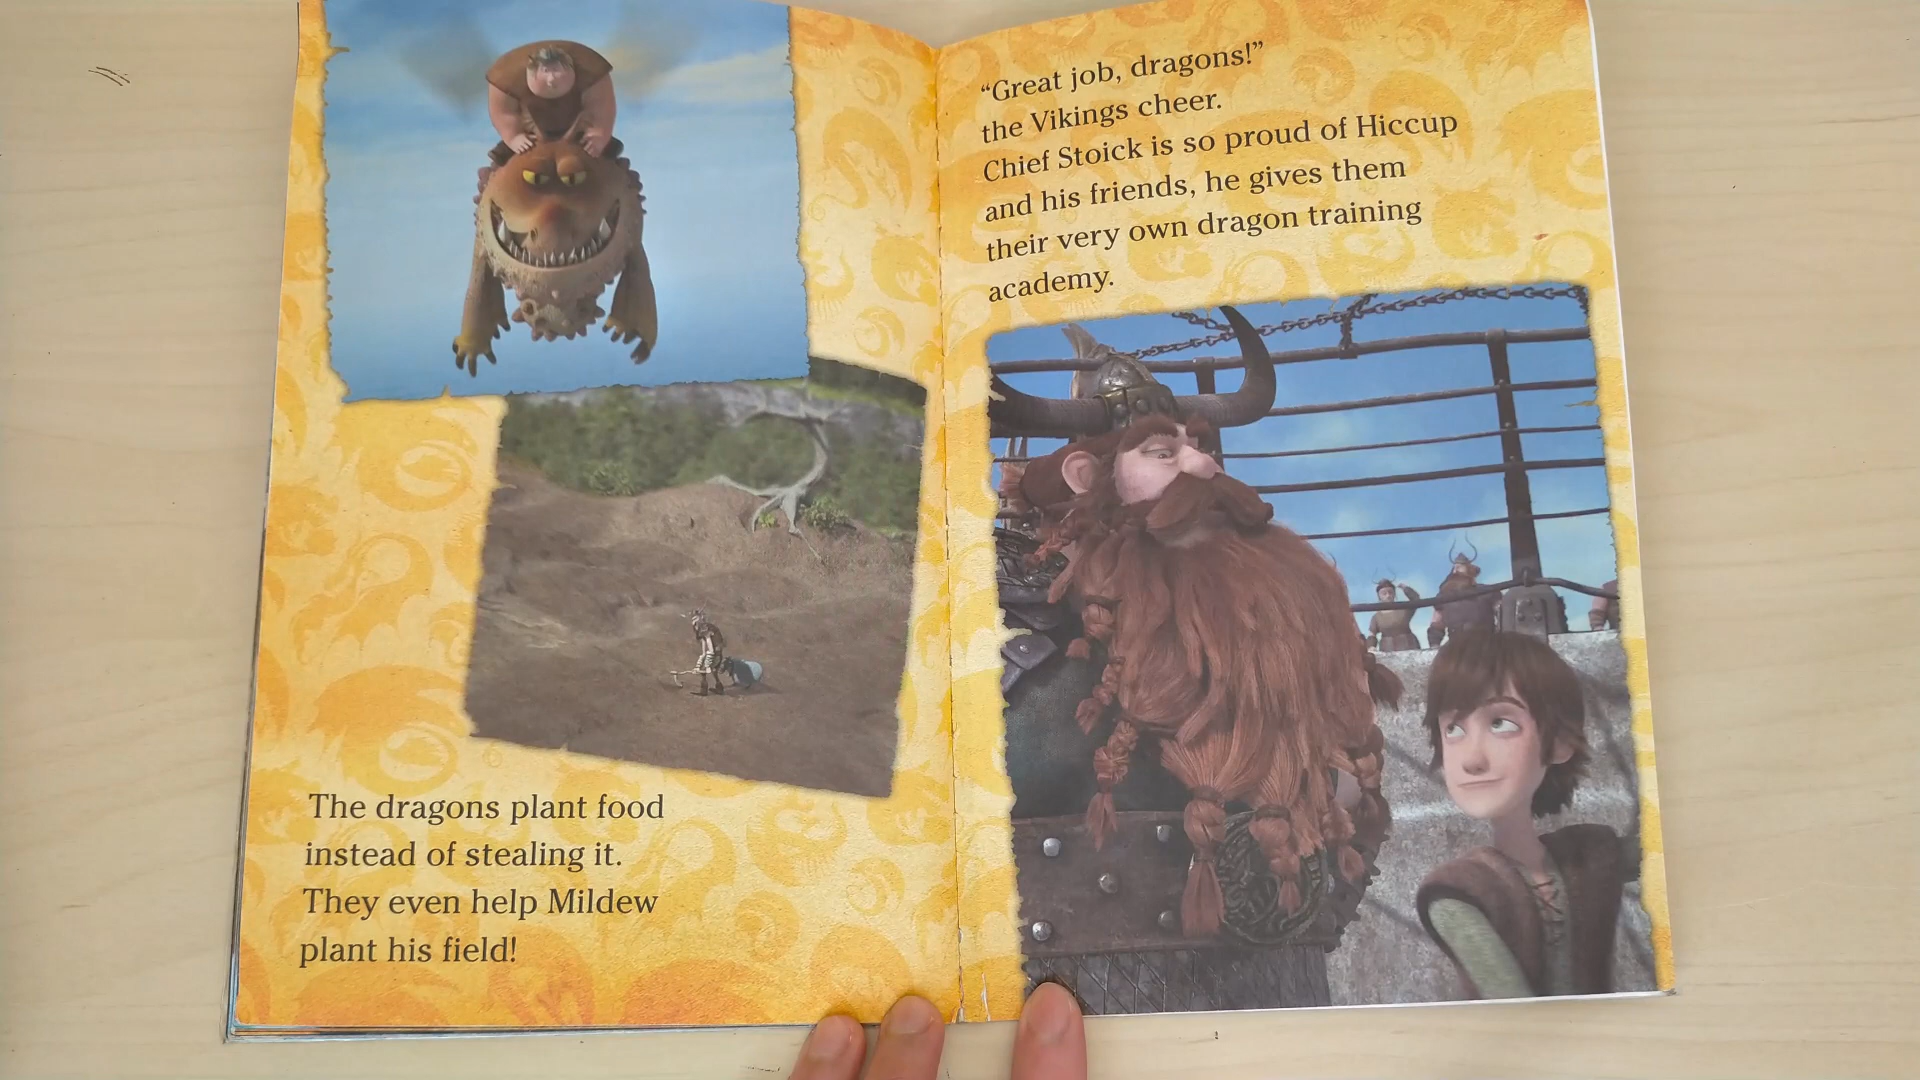 The dragons plant food
instead of stealing it.
They even help Mildew
plant his field!
“Great job, dragons!”
the Vikings cheer.
Chief Stoick is so proud of Hiccup
and his friends, he gives them
their very own dragon training
academy.